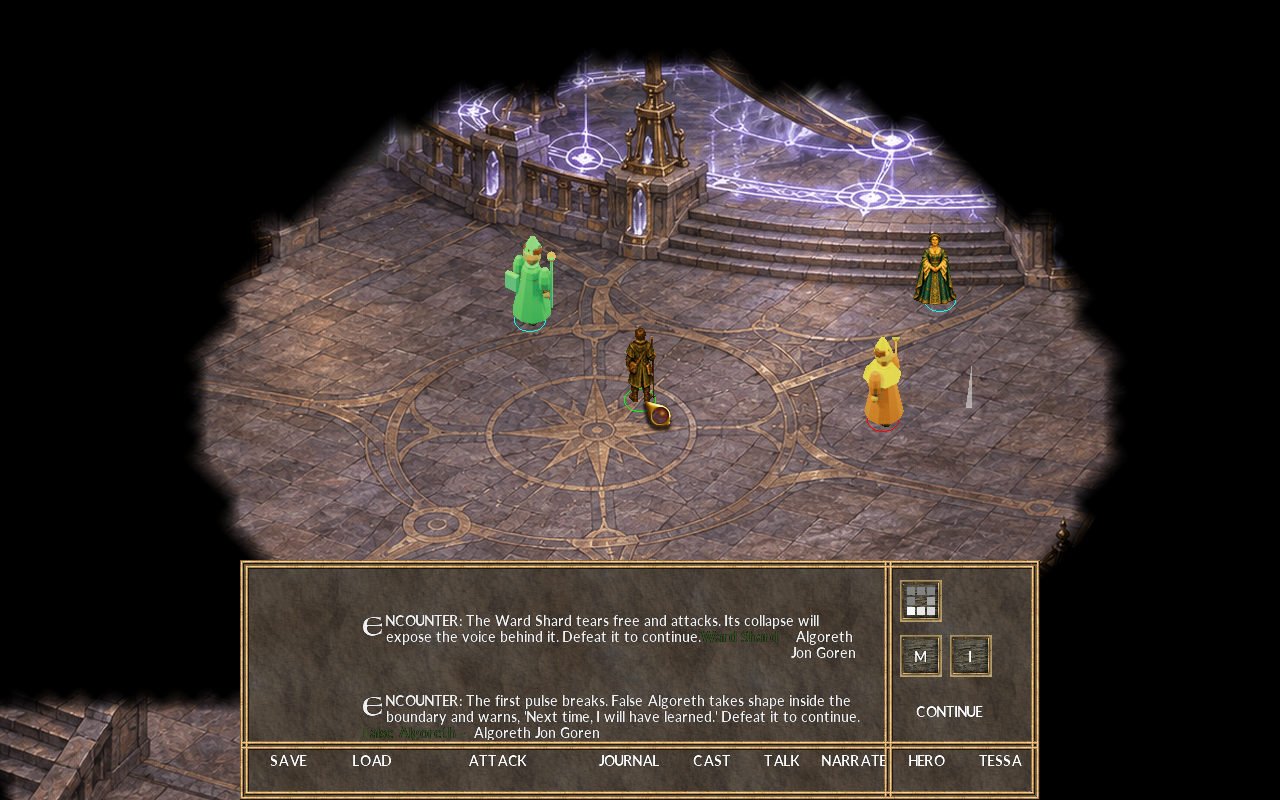 ENCOUNTER: The Ward Shard tears free and attacks. Its collapse will
expose the voice behind it. Defeat it to continue. Ward Shard Algoreth
Jon Goren
ENCOUNTER: The first pulse breaks. False Algoreth takes shape inside the
boundary and warns, 'Next time, I will have learned.' Defeat it to continue.
False Algoreth Algoreth Jon Goren
M I
CONTINUE
SAVE LOAD ATTACK JOURNAL CAST TALK NARRATE HERO TESSA